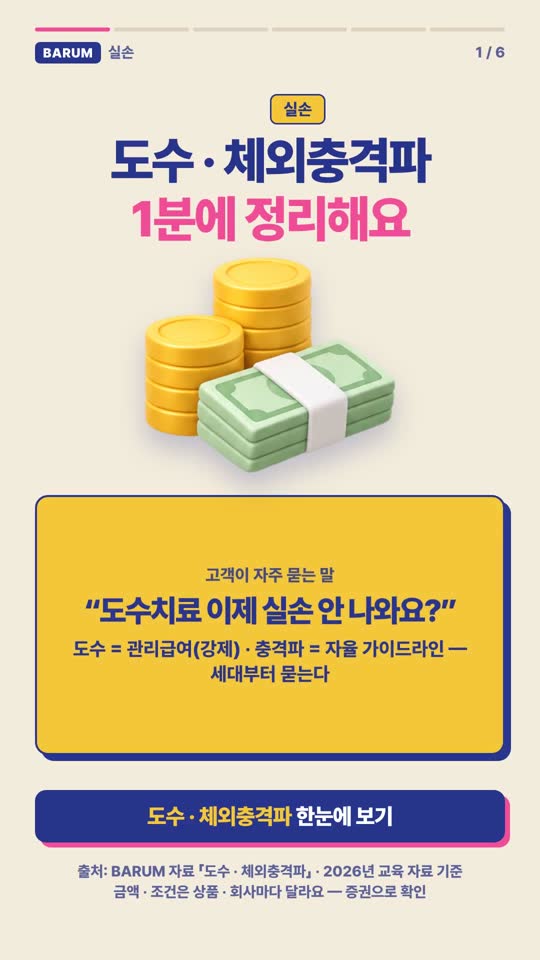 BARUM 실손
1 / 6
실손
도수 · 체외충격파
1분에 정리해요
고객이 자주 묻는 말
“도수치료 이제 실손 안 나와요?”
도수 = 관리급여(강제) · 충격파 = 자율 가이드라인 —
세대부터 묻는다
도수 · 체외충격파 한눈에 보기
출처: BARUM 자료 「도수 · 체외충격파」 · 2026년 교육 자료 기준
금액 · 조건은 상품 · 회사마다 달라요 — 증권으로 확인